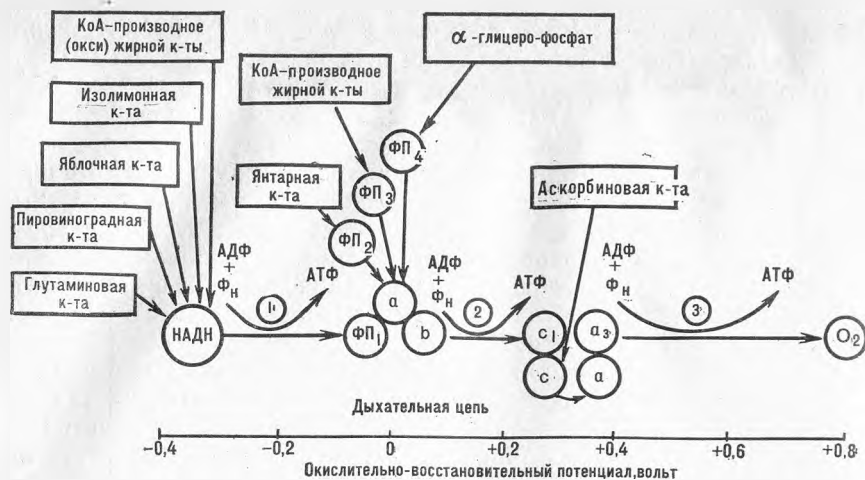 КоА-производное
(окси) жирной к-ты
α -глицеро-фосфат
КоА-производное
жирной к-ты
Изолимонная
к-та
Яблочная к-та
Янтарная
к-та
Аскорбиновая к-та
Пировиноградная
к-та
Глутаминовая
к-та
ФП4
ФП3
ФП2
АДФ
+
Фн
АТФ
АДФ
+
Фн
АТФ
АДФ
+
Фн
АТФ
1
2
3
НАДН
ФП1
a
b
c1
a3
O2
c
a
Дыхательная цепь
-0,4
-0,2
0
+0,2
+0,4
+0,6
+0,8
Окислительно-восстановительный потенциал,вольт